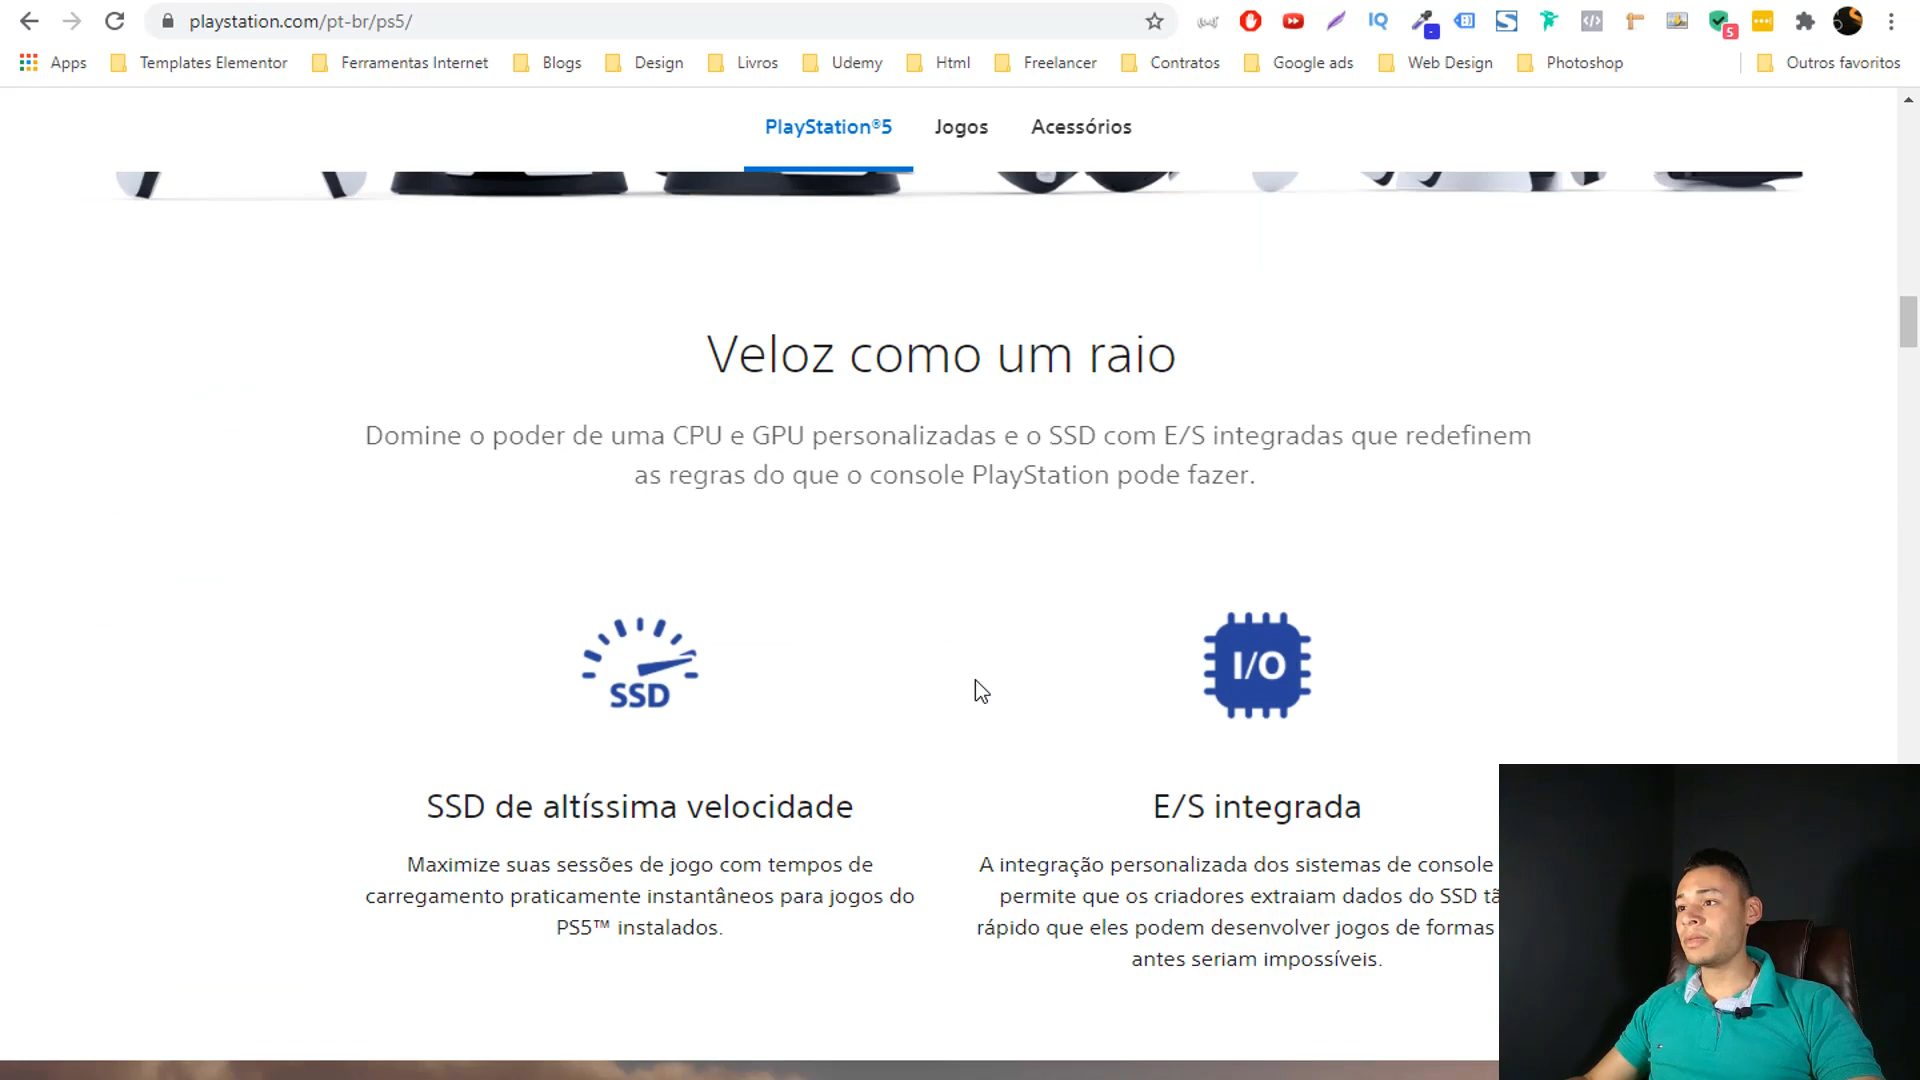 playstation.com/pt-br/ps5/
5
Apps
Templates Elementor
Ferramentas Internet
Blogs
Design
Livros
Udemy
Html
Freelancer
Contratos
Google ads
Web Design
Photoshop
Outros favoritos
PlayStation®5
Jogos
Acessórios
Veloz como um raio
Domine o poder de uma CPU e GPU personalizadas e o SSD com E/S integradas que redefinem
as regras do que o console PlayStation pode fazer.
SSD
I/O
SSD de altíssima velocidade
Maximize suas sessões de jogo com tempos de
carregamento praticamente instantâneos para jogos do
PS5™ instalados.
E/S integrada
A integração personalizada dos sistemas de console
permite que os criadores extraiam dados do SSD
rápido que eles podem desenvolver jogos de formas
antes seriam impossíveis.